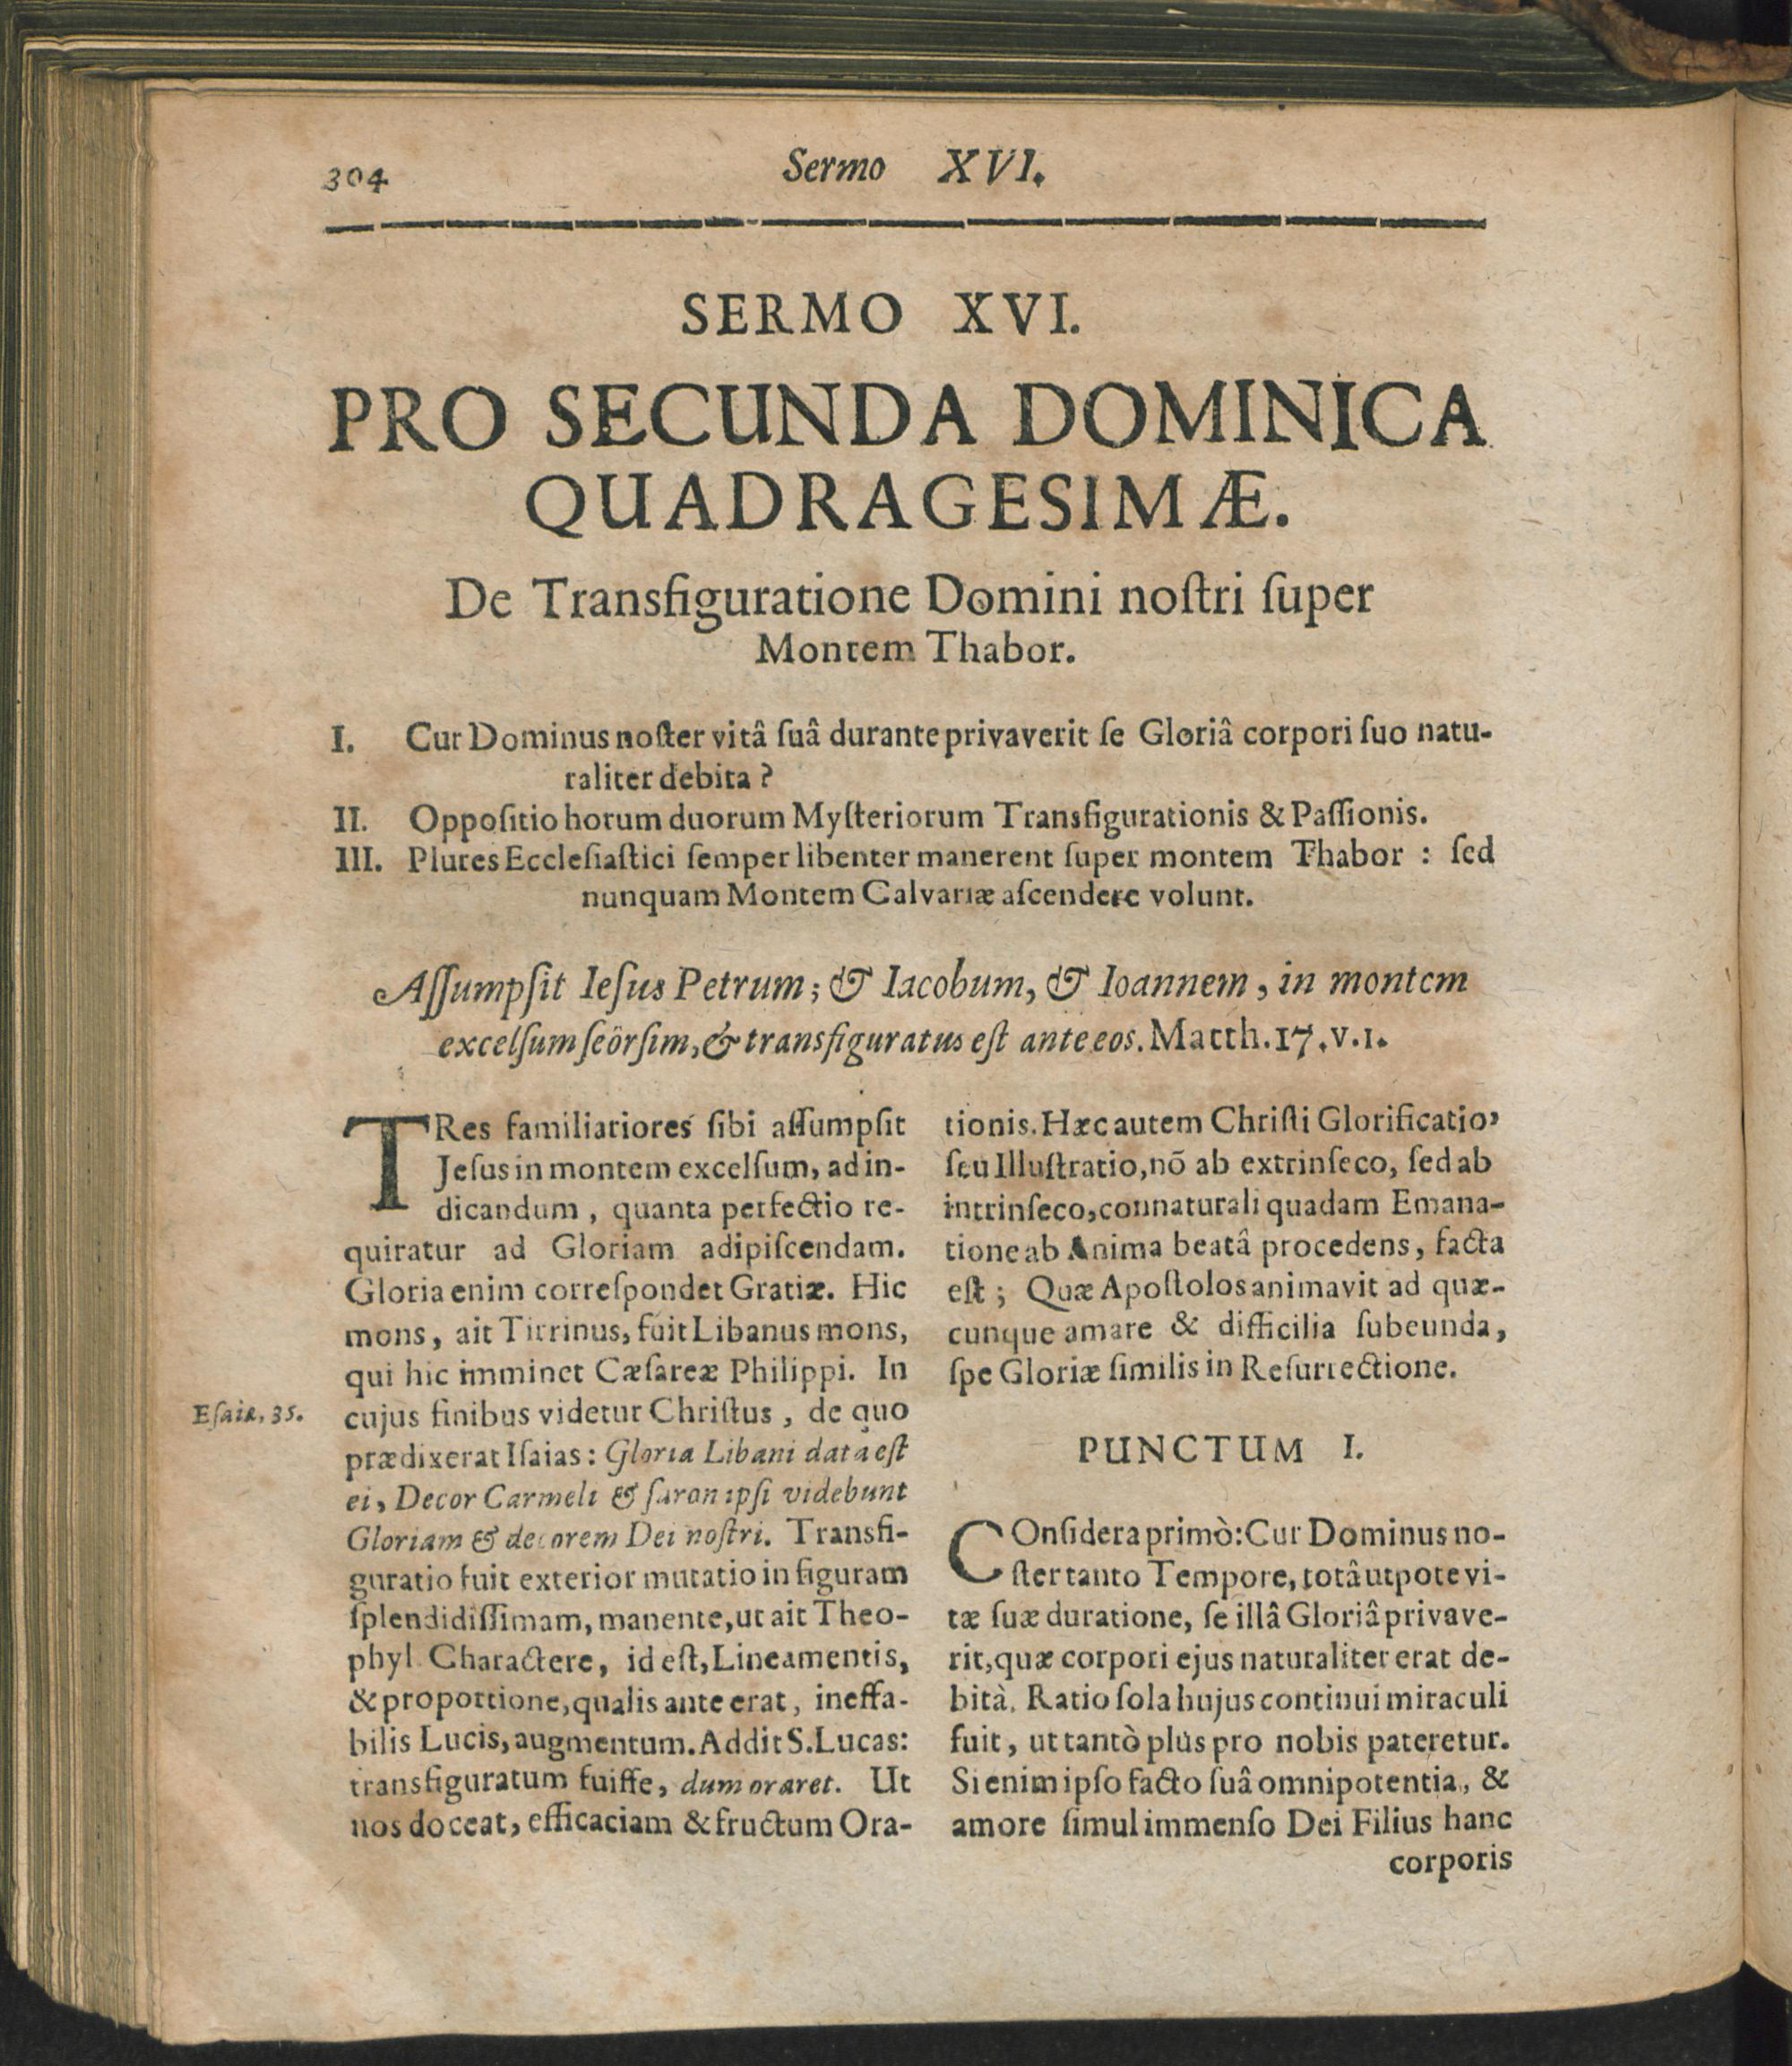 304
Sermo XVI.
SERMO XVI.
PRO SECUNDA DOMINICA
QUADRAGESIMÆ.
De Transfiguratione Domini noſtri ſuper
Montem Thabor.
I. Cur Dominus noſter vitâ ſuâ durante privaverit ſe Gloriâ corpori ſuo natu-
raliter debita ?
II. Oppoſitio horum duorum Myſteriorum Transfigurationis & Paſſionis.
III. Plures Eccleſiaſtici ſemper libenter manerent ſuper montem Thabor : ſed
nunquam Montem Calvariæ aſcendere volunt.
Aſſumpſit Ieſus Petrum; & Iacobum, & Ioannem, in montem
excelſum ſeörſim, & transfiguratus eſt ante eos. Matth. 17. v. 1.
TRes familiariores ſibi aſſumpſit
Jeſus in montem excelſum, ad in-
dicandum , quanta perfectio re-
quiratur ad Gloriam adipiſcendam.
Gloria enim correſpondet Gratiæ. Hic
mons, ait Tirrinus, fuit Libanus mons,
qui hic imminet Cæſareæ Philippi. In
Eſaiæ, 35.
cujus finibus videtur Chriſtus , de quo
prædixerat Iſaias: Gloria Libani data eſt
ei, Decor Carmeli & ſaron ipſi videbunt
Gloriam & decorem Dei noſtri. Transfi-
guratio fuit exterior mutatio in figuram
ſplendidiſſimam, manente, ut ait Theo-
phyl. Charactere, id eſt, Lineamentis,
& proportione, qualis ante erat, ineffa-
bilis Lucis, augmentum. Addit S. Lucas:
transfiguratum fuiſſe, dum oraret. Ut
nos doceat, efficaciam & fructum Ora-
tionis. Hæc autem Chriſti Glorificatio,
ſeu Illuſtratio, nõ ab extrinſeco, ſed ab
intrinſeco, connaturali quadam Emana-
tione ab Anima beatâ procedens, facta
eſt ; Quæ Apoſtolos animavit ad quæ-
cunque amare & difficilia ſubeunda,
ſpe Gloriæ ſimilis in Reſurrectione.
PUNCTUM I.
COnſidera primò: Cur Dominus no-
ſter tanto Tempore, totâ utpote vi-
tæ ſuæ duratione, ſe illâ Gloriâ privave-
rit, quæ corpori ejus naturaliter erat de-
bità. Ratio ſola hujus continui miraculi
fuit, ut tantò plus pro nobis pateretur.
Si enim ipſo facto ſuâ omnipotentia, &
amore ſimul immenſo Dei Filius hanc
corporis